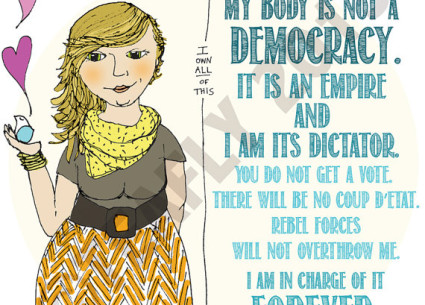 I
OWN
ALL
OF
THIS
MY BODY IS NOT A
DEMOCRACY.
IT IS AN EMPIRE
AND
I AM ITS DICTATOR.
YOU DO NOT GET A VOTE.
THERE WILL BE NO COUP D'ETAT.
REBEL FORCES
WILL NOT OVERTHROW ME.
I AM IN CHARGE OF IT
FOREVER